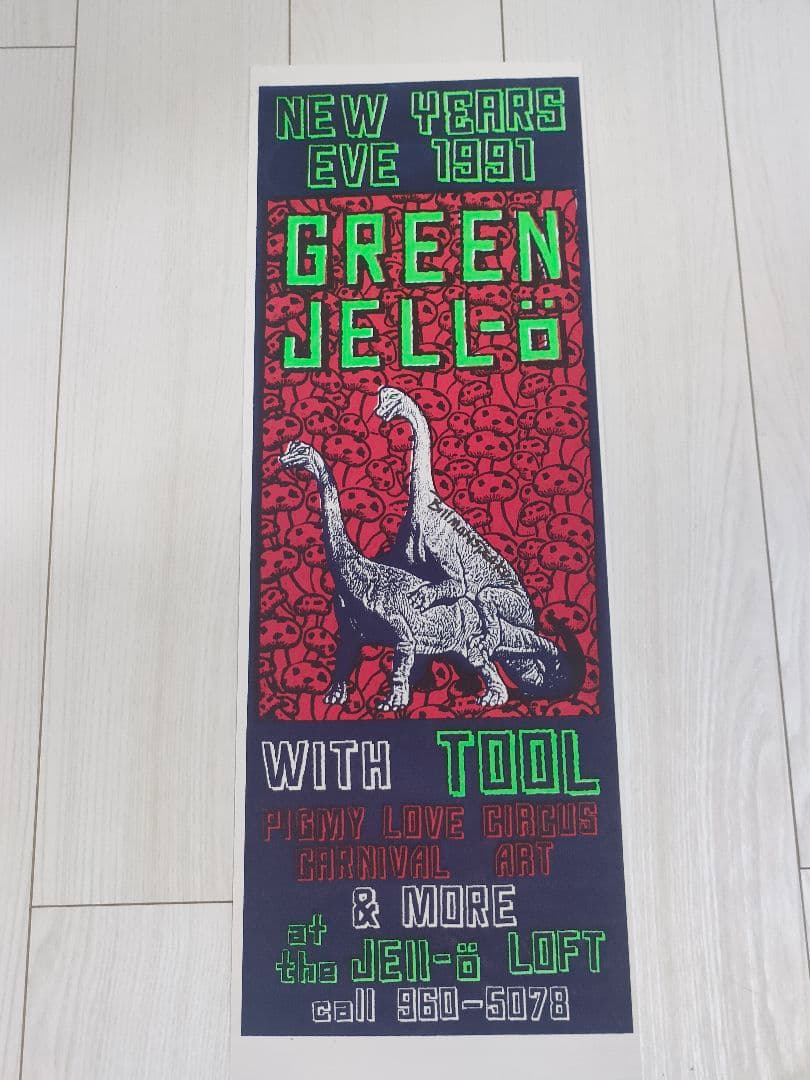 NEW YEARS
EVE 1991
GREEN
JELL-ö
WITH TOOL
PIGMY LOVE CIRCUS
CARNIVAL ART
& MORE
at
the JEll-ö LOFT
call 960-5078